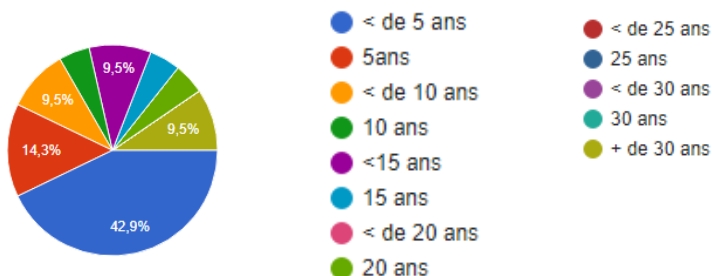 9,5%
9,5%
9,5%
14,3%
42,9%
< de 5 ans
5ans
< de 10 ans
10 ans
<15 ans
15 ans
< de 20 ans
20 ans
< de 25 ans
25 ans
< de 30 ans
30 ans
+ de 30 ans